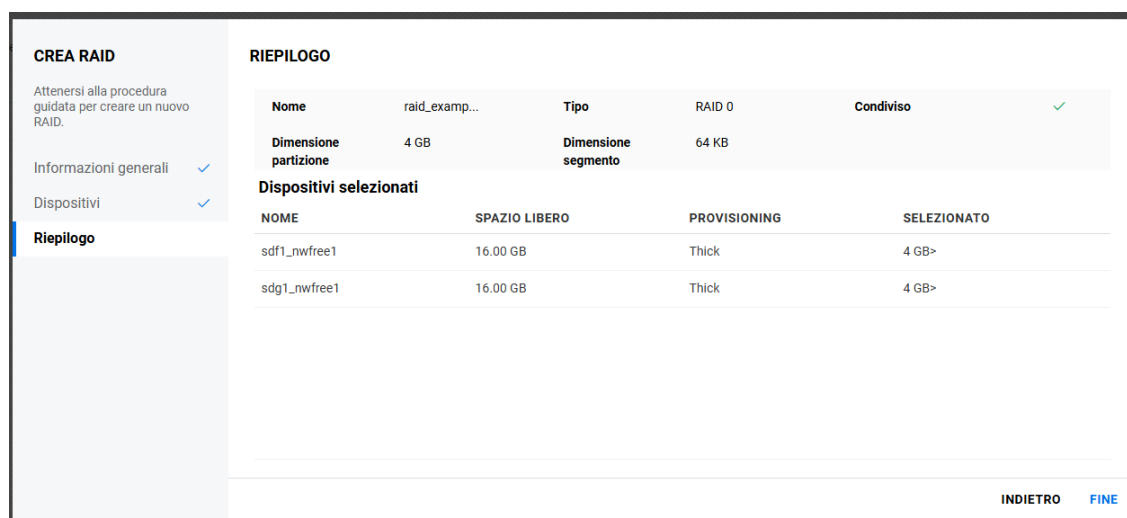 CREA RAID
Attenersi alla procedura
guidata per creare un nuovo
RAID.
Informazioni generali
Dispositivi
Riepilogo
RIEPILOGO
Nome raid_examp... Tipo RAID 0 Condiviso
Dimensione partizione 4 GB Dimensione segmento 64 KB
Dispositivi selezionati
NOME SPAZIO LIBERO PROVISIONING SELEZIONATO
sdf1_nwfree1 16.00 GB Thick 4 GB>
sdg1_nwfree1 16.00 GB Thick 4 GB>
INDIETRO FINE